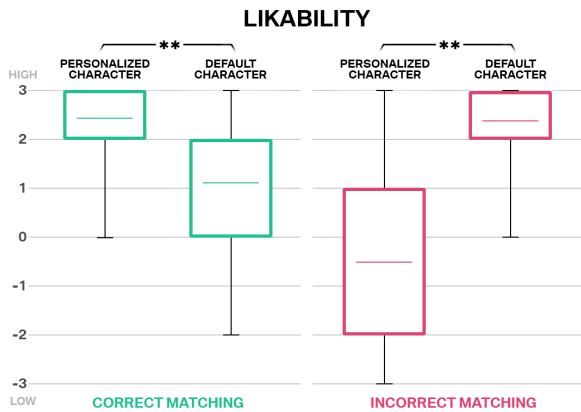 LIKABILITY
** **
PERSONALIZED DEFAULT PERSONALIZED DEFAULT
HIGH CHARACTER CHARACTER CHARACTER CHARACTER
3
2
1
0
-1
-2
-3
LOW CORRECT MATCHING INCORRECT MATCHING